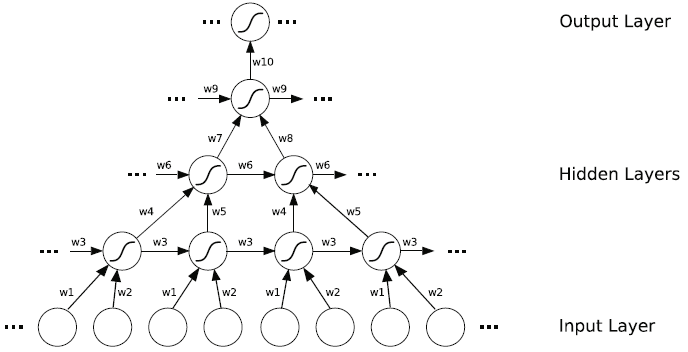 Output Layer
w10
w9 w9
w7 w8
w6 w6 w6
Hidden Layers
w4 w5 w4 w5
w3 w3 w3 w3 w3
w1 w2 w1 w2 w1 w2 w1 w2
Input Layer